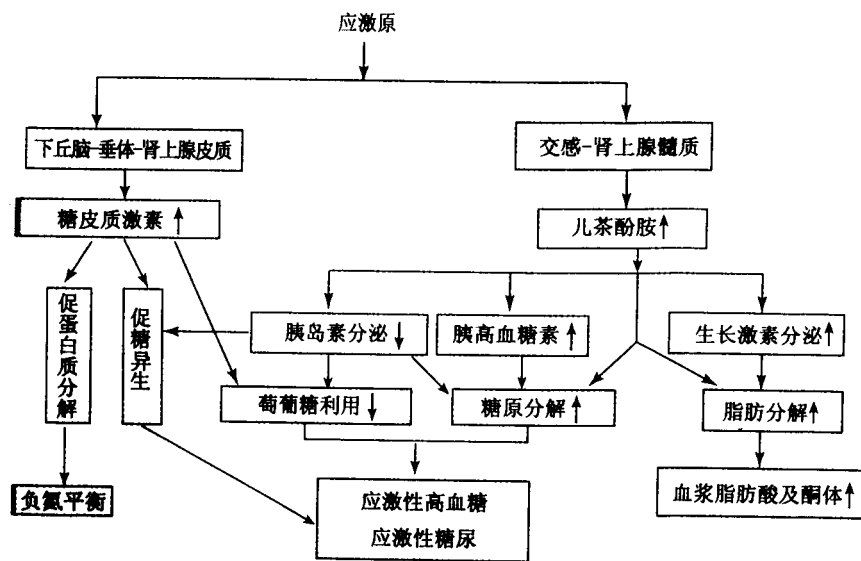 应激原
下丘脑-垂体-肾上腺皮质
交感-肾上腺髓质
糖皮质激素↑
儿茶酚胺↑
促蛋白质分解
促糖异生
胰岛素分泌↓
胰高血糖素↑
生长激素分泌↑
葡萄糖利用↓
糖原分解↑
脂肪分解↑
负氮平衡
应激性高血糖
应激性糖尿
血浆脂肪酸及酮体↑